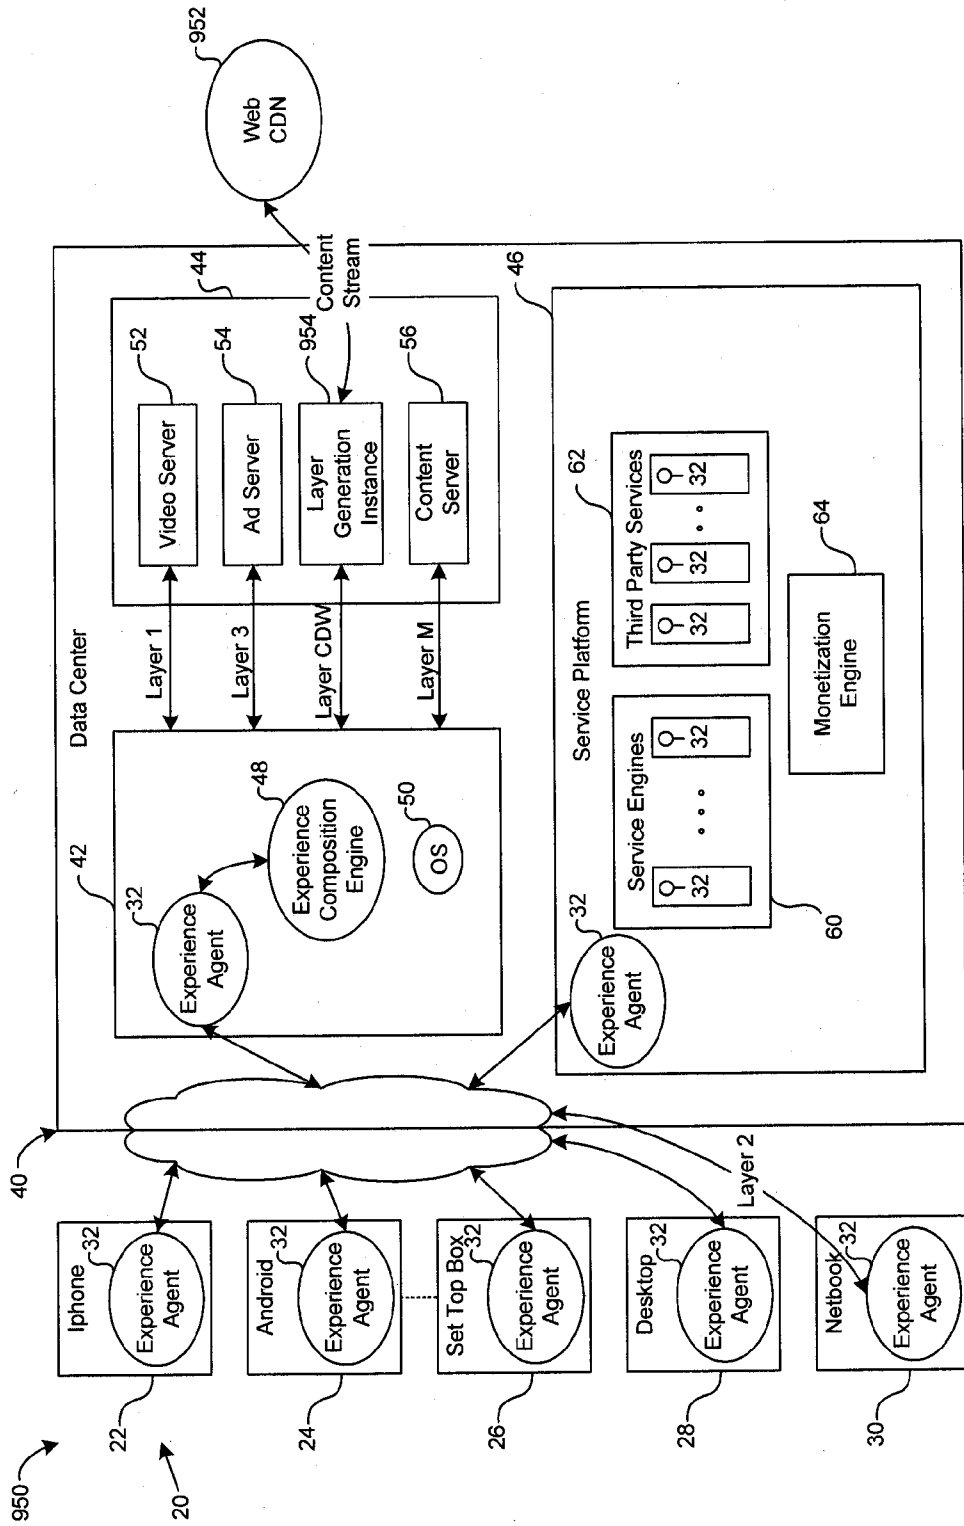 950
20
22
Iphone
32
Experience
Agent
24
Android
32
Experience
Agent
26
Set Top Box
32
Experience
Agent
28
Desktop
32
Experience
Agent
30
Netbook
32
Experience
Agent
Layer 2
40
Data Center
42
32
Experience
Agent
48
Experience
Composition
Engine
50
OS
Layer 1
Layer 3
Layer CDW
Layer M
44
Video Server
52
Ad Server
54
Layer
Generation
Instance
954
Content
Server
56
Content
Stream
Web
CDN
952
46
Service Platform
32
Experience
Agent
Service Engines
32
32
60
Third Party Services
32
32
32
62
Monetization
Engine
64